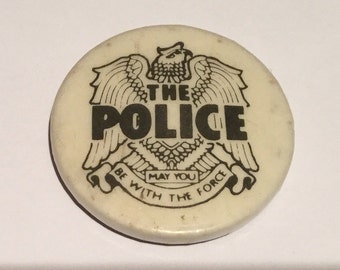 THE
POLICE
MAY YOU
BE WITH THE FORCE